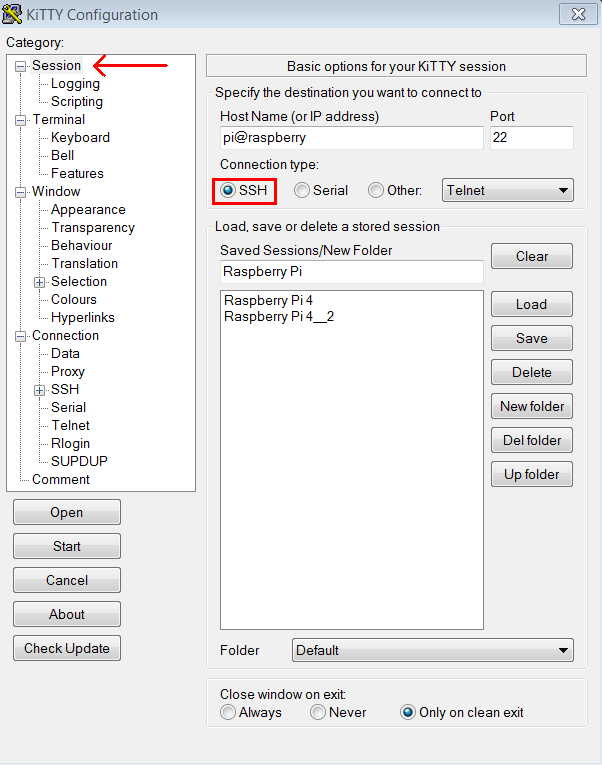 KiTTY Configuration
Category:
Session
Logging
Scripting
Terminal
Keyboard
Bell
Features
Window
Appearance
Transparency
Behaviour
Translation
Selection
Colours
Hyperlinks
Connection
Data
Proxy
SSH
Serial
Telnet
Rlogin
SUPDUP
Comment
Open
Start
Cancel
About
Check Update
Basic options for your KiTTY session
Specify the destination you want to connect to
Host Name (or IP address) Port
pi@raspberry 22
Connection type:
SSH Serial Other: Telnet
Load, save or delete a stored session
Saved Sessions/New Folder
Raspberry Pi
Raspberry Pi 4
Raspberry Pi 4__2
Clear
Load
Save
Delete
New folder
Del folder
Up folder
Folder Default
Close window on exit:
Always Never Only on clean exit